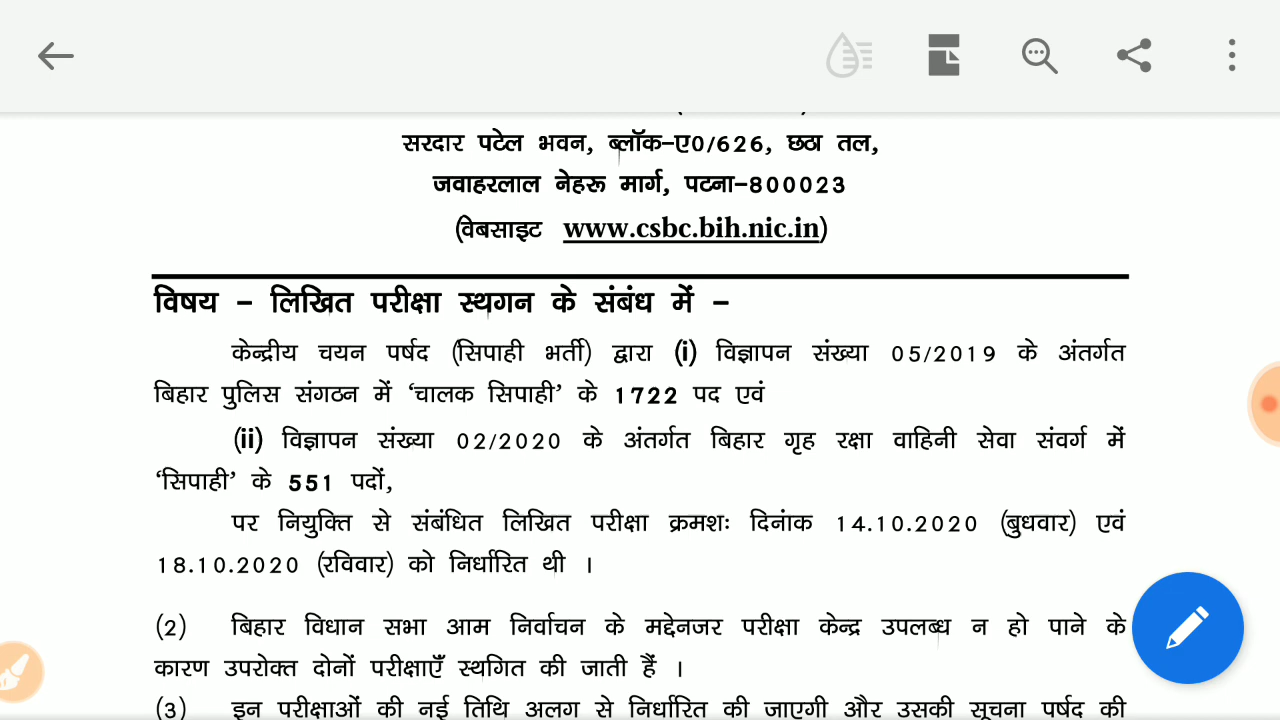 सरदार पटेल भवन, ब्लॉक–ए0/626, छठा तल,
जवाहरलाल नेहरू मार्ग, पटना–800023
(वेबसाइट www.csbc.bih.nic.in)
विषय – लिखित परीक्षा स्थगन के संबंध में –
केन्द्रीय चयन पर्षद (सिपाही भर्ती) द्वारा (i) विज्ञापन संख्या 05/2019 के अंतर्गत
बिहार पुलिस संगठन में ‘चालक सिपाही’ के 1722 पद एवं
(ii) विज्ञापन संख्या 02/2020 के अंतर्गत बिहार गृह रक्षा वाहिनी सेवा संवर्ग में
‘सिपाही’ के 551 पदों,
पर नियुक्ति से संबंधित लिखित परीक्षा क्रमशः दिनांक 14.10.2020 (बुधवार) एवं
18.10.2020 (रविवार) को निर्धारित थी ।
(2) बिहार विधान सभा आम निर्वाचन के मद्देनजर परीक्षा केन्द्र उपलब्ध न हो पाने के
कारण उपरोक्त दोनों परीक्षाएँ स्थगित की जाती हैं ।
(3) इन परीक्षाओं की नई तिथि अलग से निर्धारित की जाएगी और उसकी सूचना पर्षद की